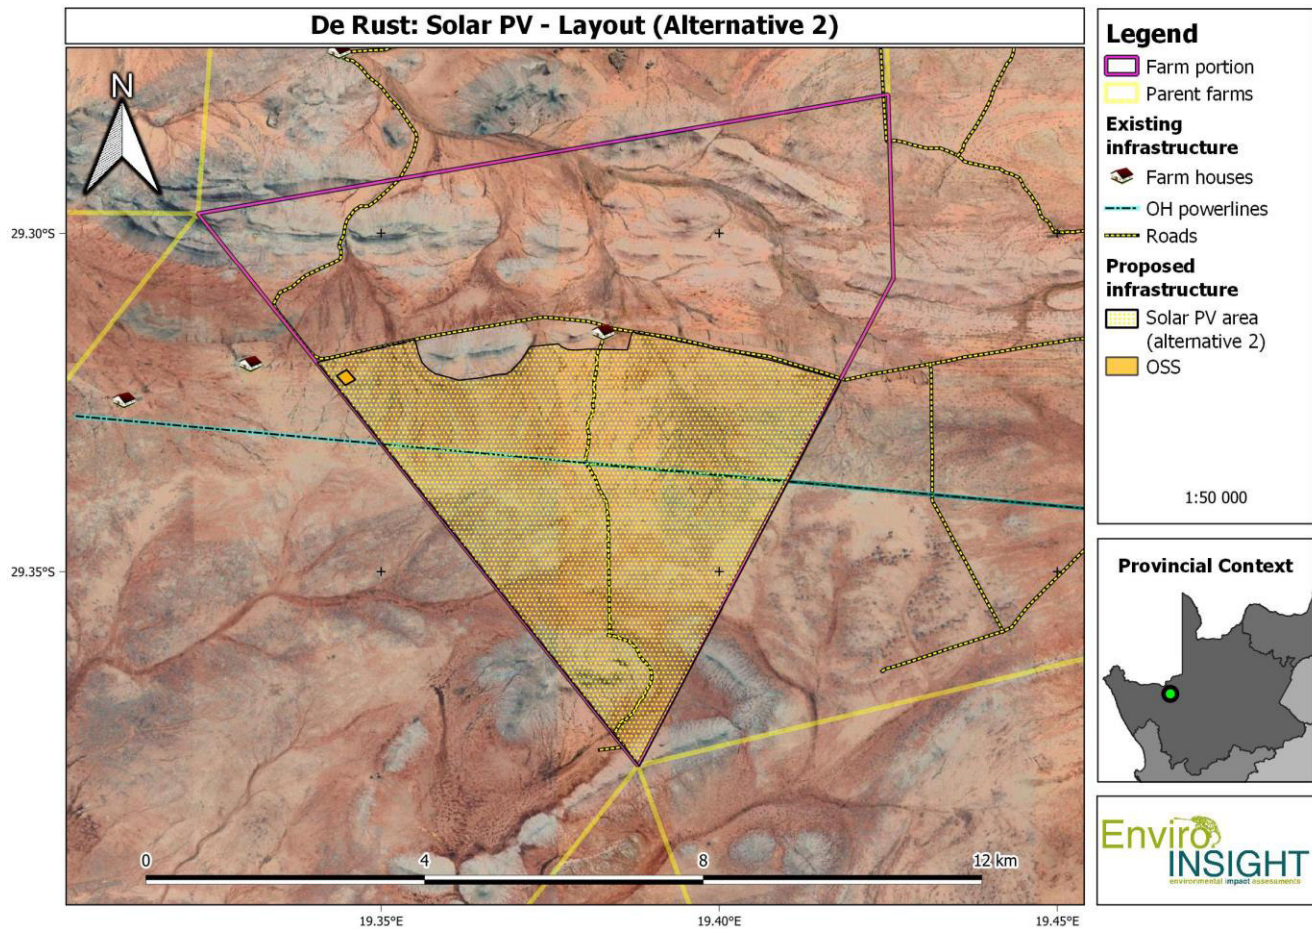 De Rust: Solar PV - Layout (Alternative 2)
N
29.30°S
29.35°S
0
4
8
12 km
19.35°E
19.40°E
19.45°E
Legend
Farm portion
Parent farms
Existing
infrastructure
Farm houses
OH powerlines
Roads
Proposed
infrastructure
Solar PV area
(alternative 2)
OSS
1:50 000
Provincial Context
Enviro
INSIGHT
environmental impact assessments